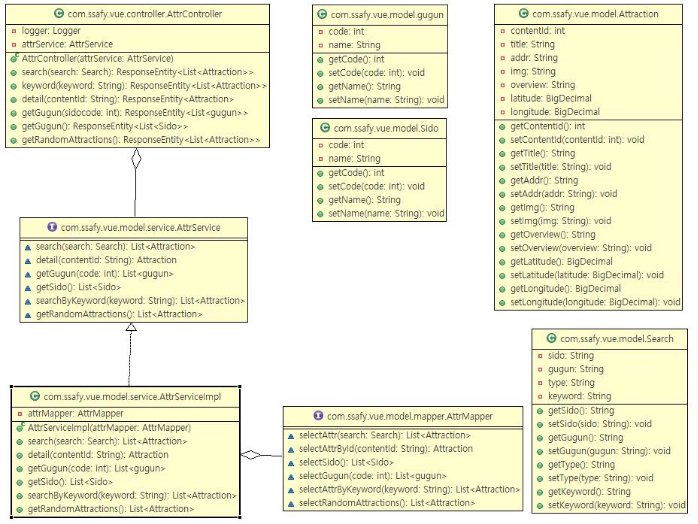 com.ssafy.vue.controller.AttrController
logger: Logger
attrService: AttrService
AttrController(attrService: AttrService)
search(search: Search): ResponseEntity<List<Attraction>>
keyword(keyword: String): ResponseEntity<List<Attraction>>
detail(contentId: String): ResponseEntity<Attraction>
getGugun(sidocode: int): ResponseEntity<List<gugun>>
getGugun(): ResponseEntity<List<Sido>>
getRandomAttractions(): ResponseEntity<List<Attraction>>
com.ssafy.vue.model.gugun
code: int
name: String
getCode(): int
setCode(code: int): void
getName(): String
setName(name: String): void
com.ssafy.vue.model.Sido
code: int
name: String
getCode(): int
setCode(code: int): void
getName(): String
setName(name: String): void
com.ssafy.vue.model.Attraction
contentId: int
title: String
addr: String
img: String
overview: String
latitude: BigDecimal
longitude: BigDecimal
getContentId(): int
setContentId(contentId: int): void
getTitle(): String
setTitle(title: String): void
getAddr(): String
setAddr(addr: String): void
getImg(): String
setImg(img: String): void
getOverview(): String
setOverview(overview: String): void
getLatitude(): BigDecimal
setLatitude(latitude: BigDecimal): void
getLongitude(): BigDecimal
setLongitude(longitude: BigDecimal): void
com.ssafy.vue.model.service.AttrService
search(search: Search): List<Attraction>
detail(contentId: String): Attraction
getGugun(code: int): List<gugun>
getSido(): List<Sido>
searchByKeyword(keyword: String): List<Attraction>
getRandomAttractions(): List<Attraction>
com.ssafy.vue.model.service.AttrServiceImpl
attrMapper: AttrMapper
AttrServiceImpl(attrMapper: AttrMapper)
search(search: Search): List<Attraction>
detail(contentId: String): Attraction
getGugun(code: int): List<gugun>
getSido(): List<Sido>
searchByKeyword(keyword: String): List<Attraction>
getRandomAttractions(): List<Attraction>
com.ssafy.vue.model.mapper.AttrMapper
selectAttr(search: Search): List<Attraction>
selectAttrById(contentId: String): Attraction
selectSido(): List<Sido>
selectGugun(code: int): List<gugun>
selectAttrByKeyword(keyword: String): List<Attraction>
selectRandomAttractions(): List<Attraction>
com.ssafy.vue.model.Search
sido: String
gugun: String
type: String
keyword: String
getSido(): String
setSido(sido: String): void
getGugun(): String
setGugun(gugun: String): void
getType(): String
setType(type: String): void
getKeyword(): String
setKeyword(keyword: String): void